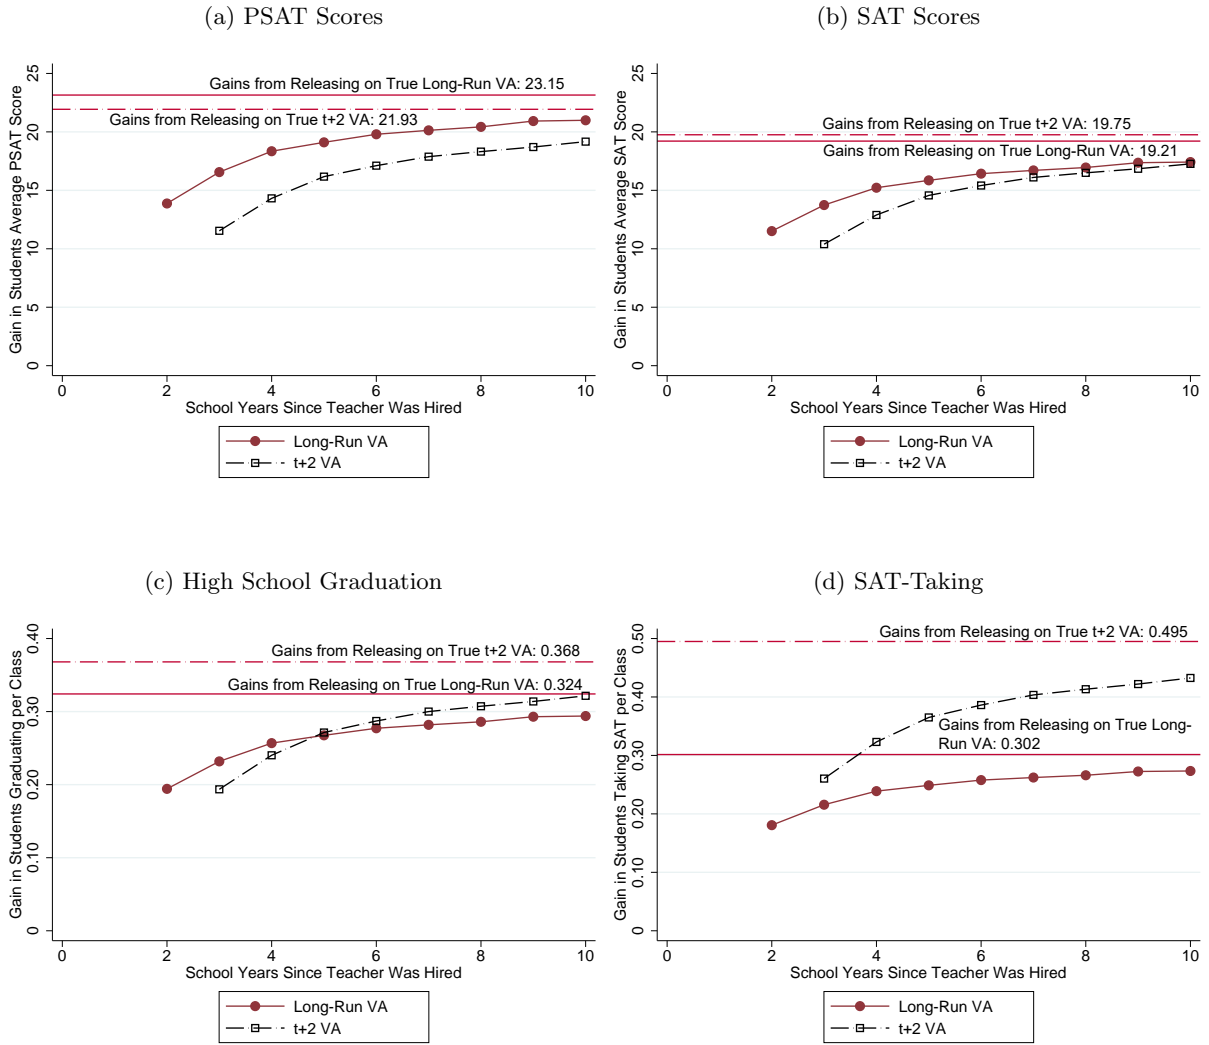 (a) PSAT Scores
Gain in Students Average PSAT Score
25
20
15
10
5
0
Gains from Releasing on True Long-Run VA: 23.15
Gains from Releasing on True t+2 VA: 21.93
0 2 4 6 8 10
School Years Since Teacher Was Hired
Long-Run VA
t+2 VA
(b) SAT Scores
Gain in Students Average SAT Score
25
20
15
10
5
0
Gains from Releasing on True t+2 VA: 19.75
Gains from Releasing on True Long-Run VA: 19.21
0 2 4 6 8 10
School Years Since Teacher Was Hired
Long-Run VA
t+2 VA
(c) High School Graduation
Gain in Students Graduating per Class
0.40
0.30
0.20
0.10
0
Gains from Releasing on True t+2 VA: 0.368
Gains from Releasing on True Long-Run VA: 0.324
0 2 4 6 8 10
School Years Since Teacher Was Hired
Long-Run VA
t+2 VA
(d) SAT-Taking
Gain in Students Taking SAT per Class
0.50
0.40
0.30
0.20
0.10
0
Gains from Releasing on True t+2 VA: 0.495
Gains from Releasing on True Long-
Run VA: 0.302
0 2 4 6 8 10
School Years Since Teacher Was Hired
Long-Run VA
t+2 VA